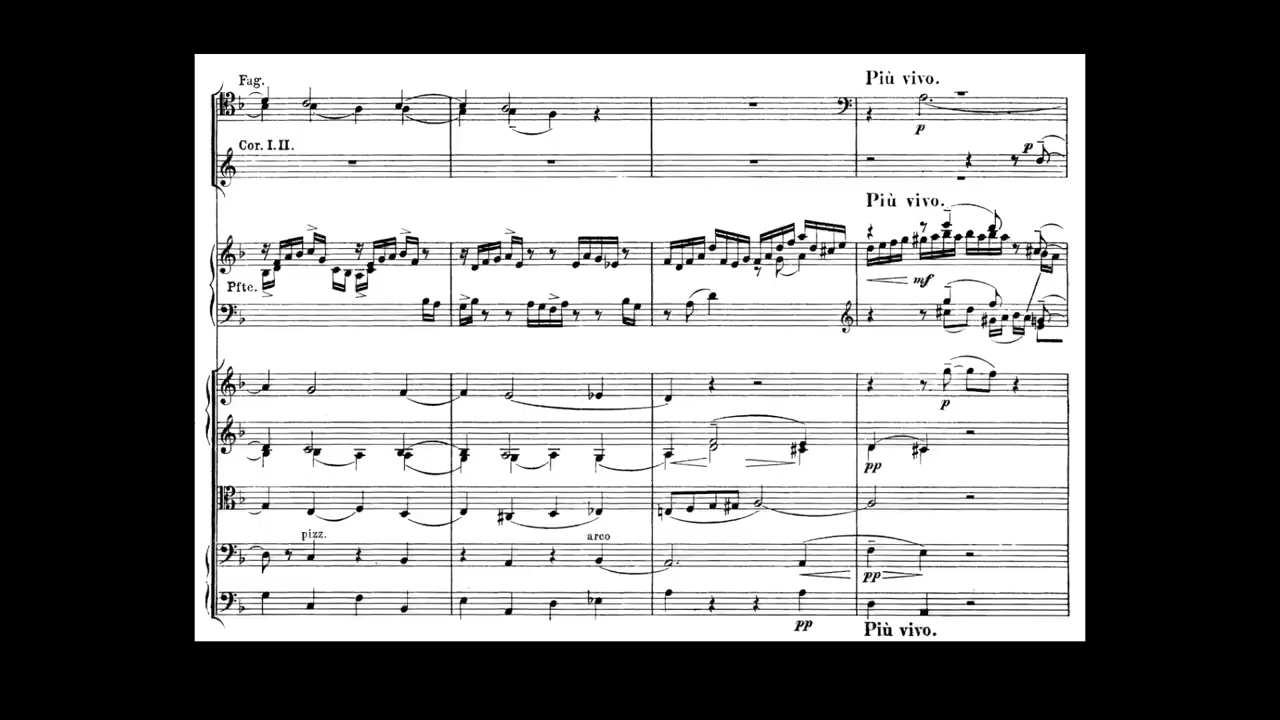 Fag.
Più vivo.
p
Cor. I. II.
p
Più vivo.
mf
Pfte.
p
pp
pizz.
arco
pp
pp
Più vivo.